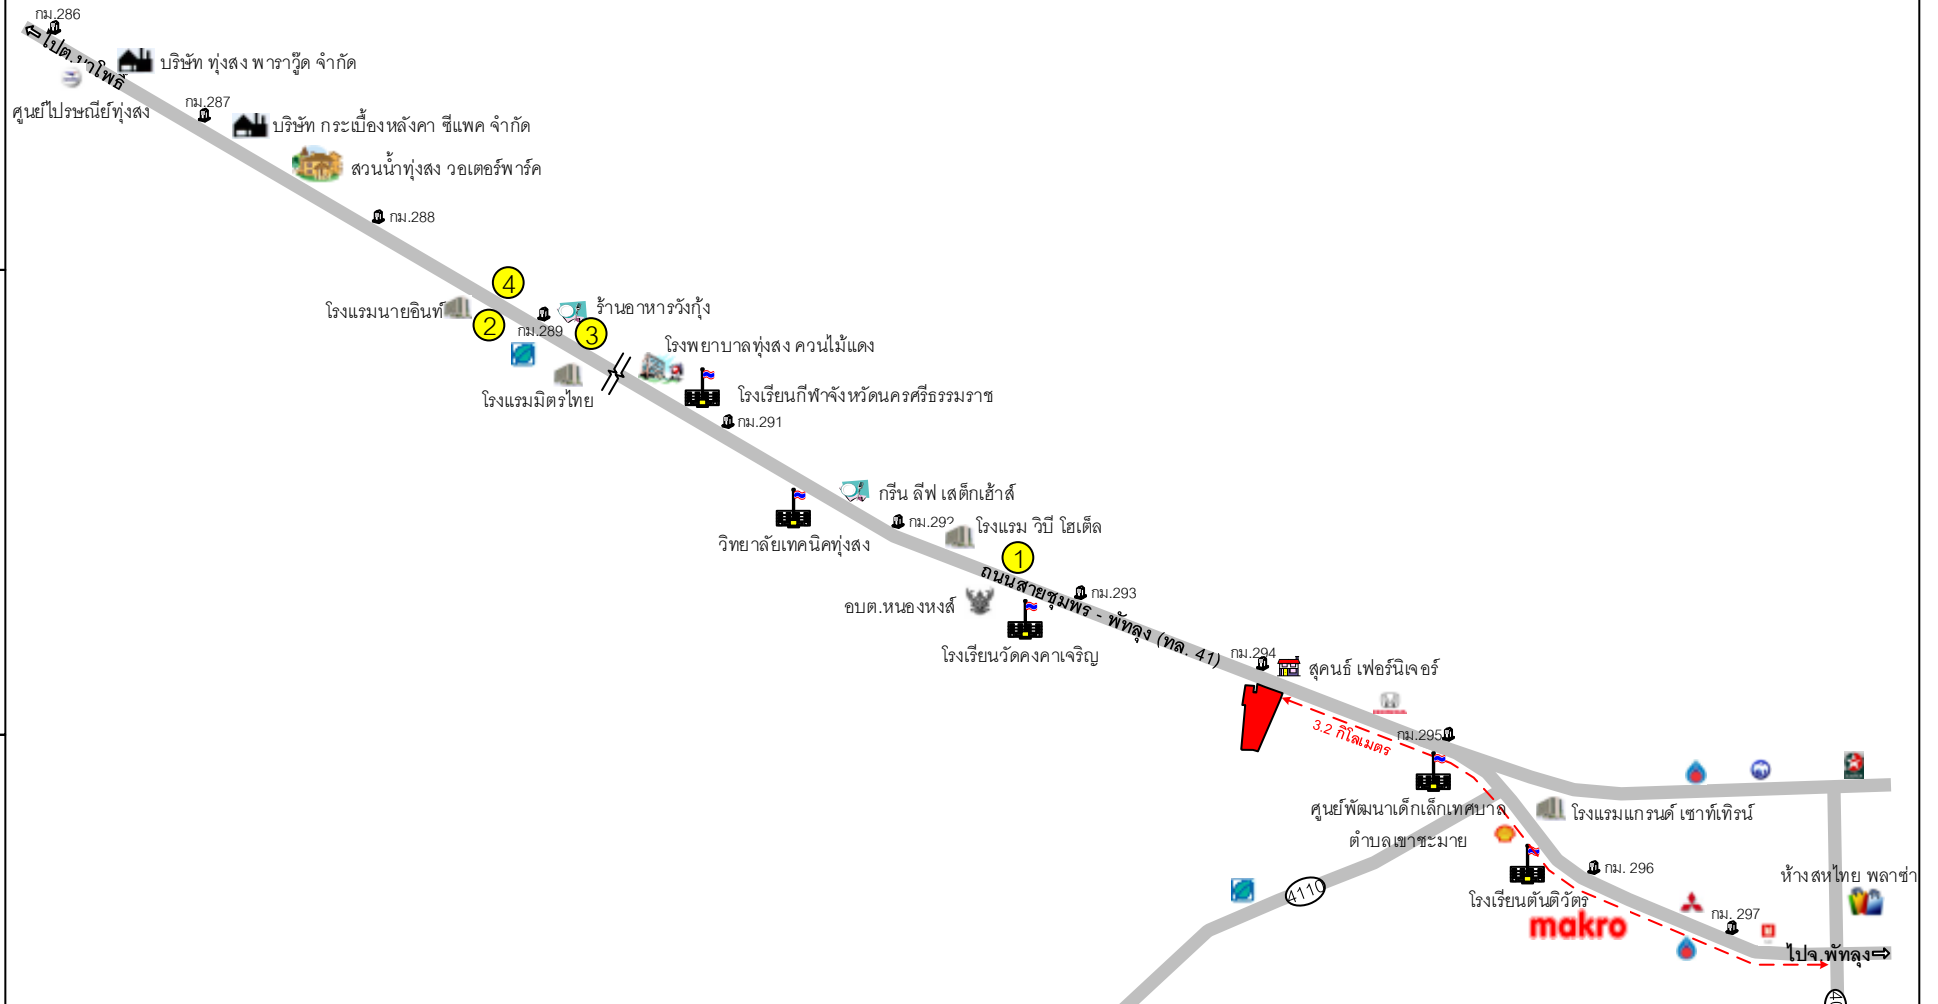 กม.286
ไปต.นาโพธิ์
บริษัท ทุ่งสง พาราวู๊ด จำกัด
ศูนย์ไปรษณีย์ทุ่งสง
กม.287
บริษัท กระเบื้องหลังคา ซีแพค จำกัด
สวนน้ำทุ่งสง วอเตอร์พาร์ค
กม.288
4
โรงแรมนายอินท์
2
กม.289
ร้านอาหารวังกุ้ง
3
โรงพยาบาลทุ่งสง ควนไม้แดง
โรงแรมมิตรไทย
โรงเรียนกีฬาจังหวัดนครศรีธรรมราช
กม.291
กรีน ลีฟ เสต็กเฮ้าส์
กม.292
โรงแรม วิบี โฮเต็ล
วิทยาลัยเทคนิคทุ่งสง
1
ถนนสายชุมพร - พัทลุง (ทล. 41)
กม.293
อบต.หนองหงส์
โรงเรียนวัดคงคาเจริญ
กม.294
สุคนธ์ เฟอร์นิเจอร์
3.2 กิโลเมตร
กม.295
ศูนย์พัฒนาเด็กเล็กเทศบาล
ตำบลเขาชะมาย
โรงแรมแกรนด์ เซาท์เทิรน์
กม. 296
ห้างสหไทย พลาซ่า
4110
โรงเรียนตันติวัตร
makro
กม. 297
ไปจ.พัทลุง